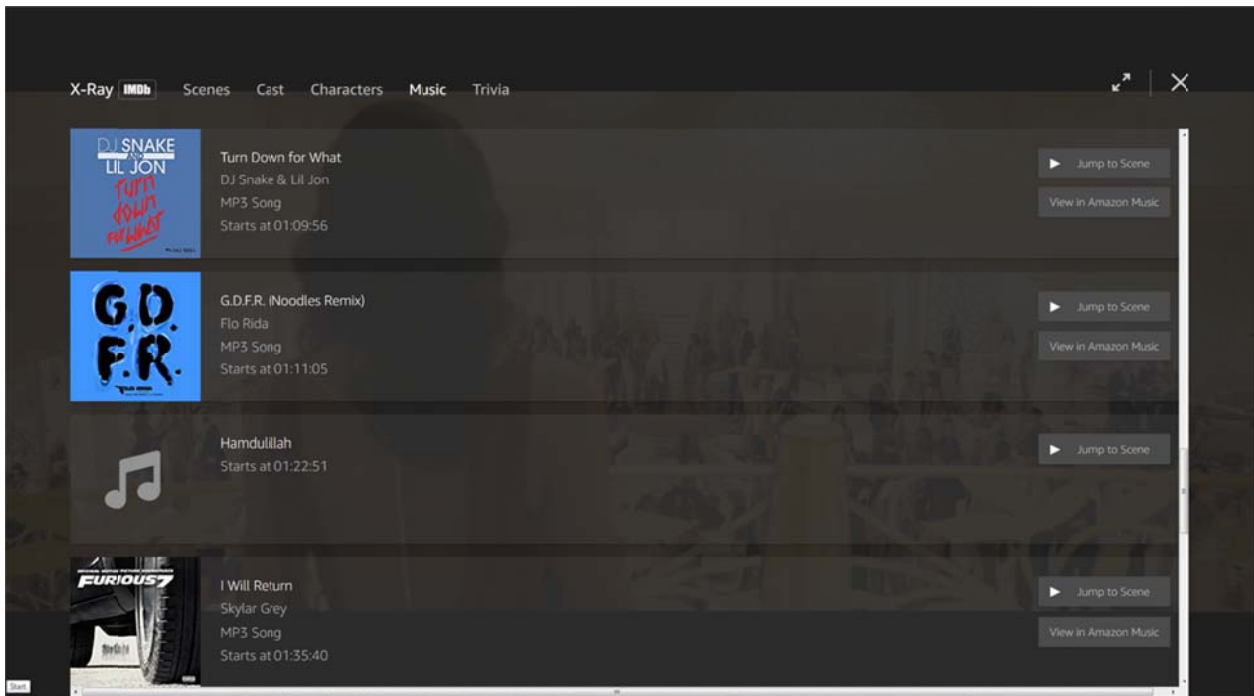 X-Ray IMDb Scenes Cast Characters Music Trivia
DJ SNAKE
AND
LIL JON
TURN
DOWN
FOR WHAT
Turn Down for What
DJ Snake & Lil Jon
MP3 Song
Starts at 01:09:56
Jump to Scene
View in Amazon Music
G.D.
F.R.
G.D.F.R. (Noodles Remix)
Flo Rida
MP3 Song
Starts at 01:11:05
Jump to Scene
View in Amazon Music
Hamdulillah
Starts at 01:22:51
Jump to Scene
FURIOUS 7
I Will Return
Skylar Grey
MP3 Song
Starts at 01:35:40
Jump to Scene
View in Amazon Music
Start